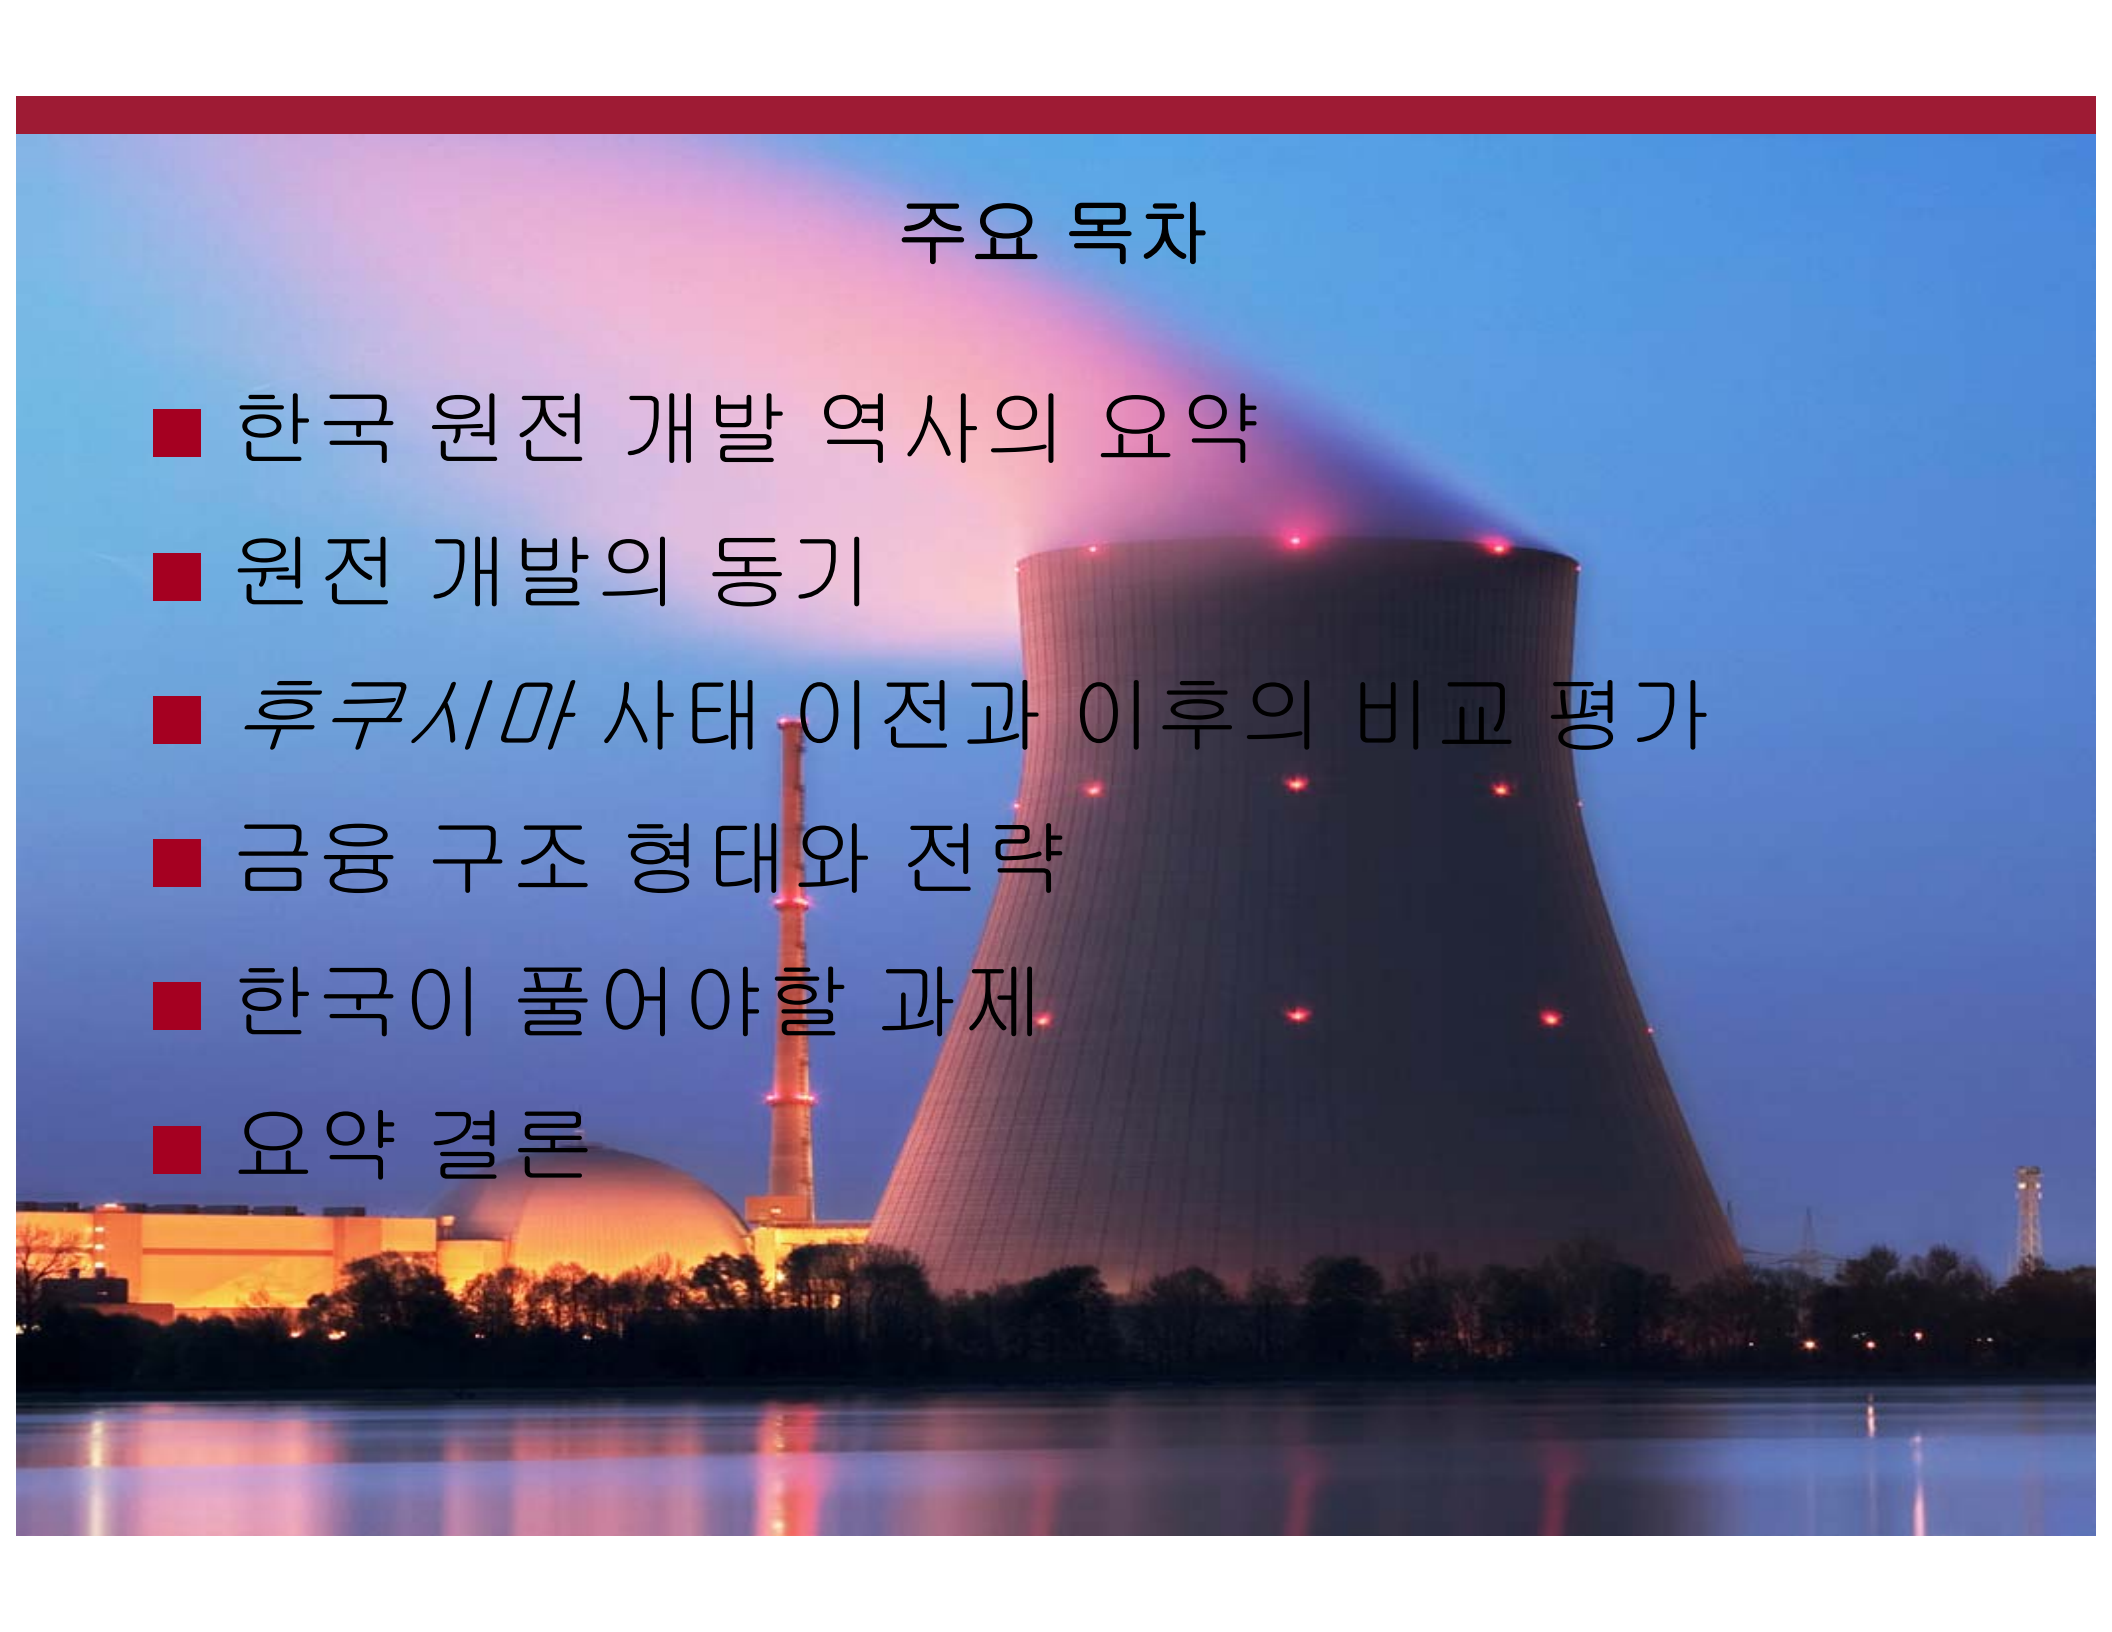 주요 목차
한국 원전 개발 역사의 요약
원전 개발의 동기
후쿠시마 사태 이전과 이후의 비교 평가
금융 구조 형태와 전략
한국이 풀어야할 과제
요약 결론